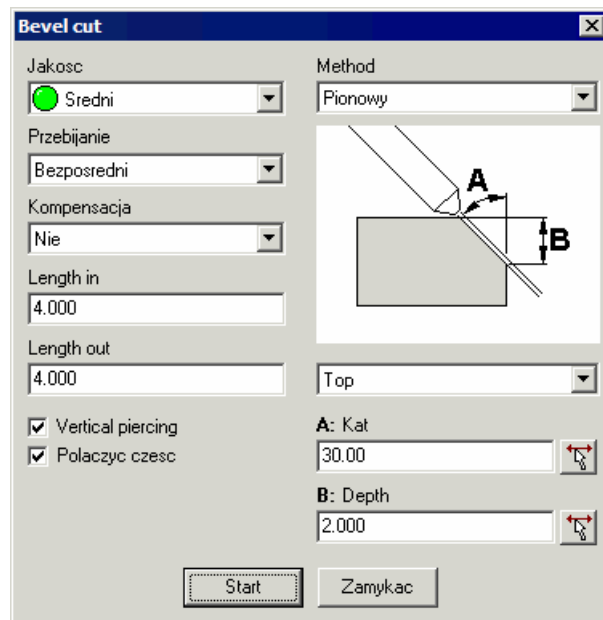 Bevel cut
Jakosc
Sredni
Przebijanie
Bezposredni
Kompensacja
Nie
Length in
4.000
Length out
4.000
Vertical piercing
Polaczyc czesc
Method
Pionowy
A
B
Top
A: Kat
30.00
B: Depth
2.000
Start
Zamykac